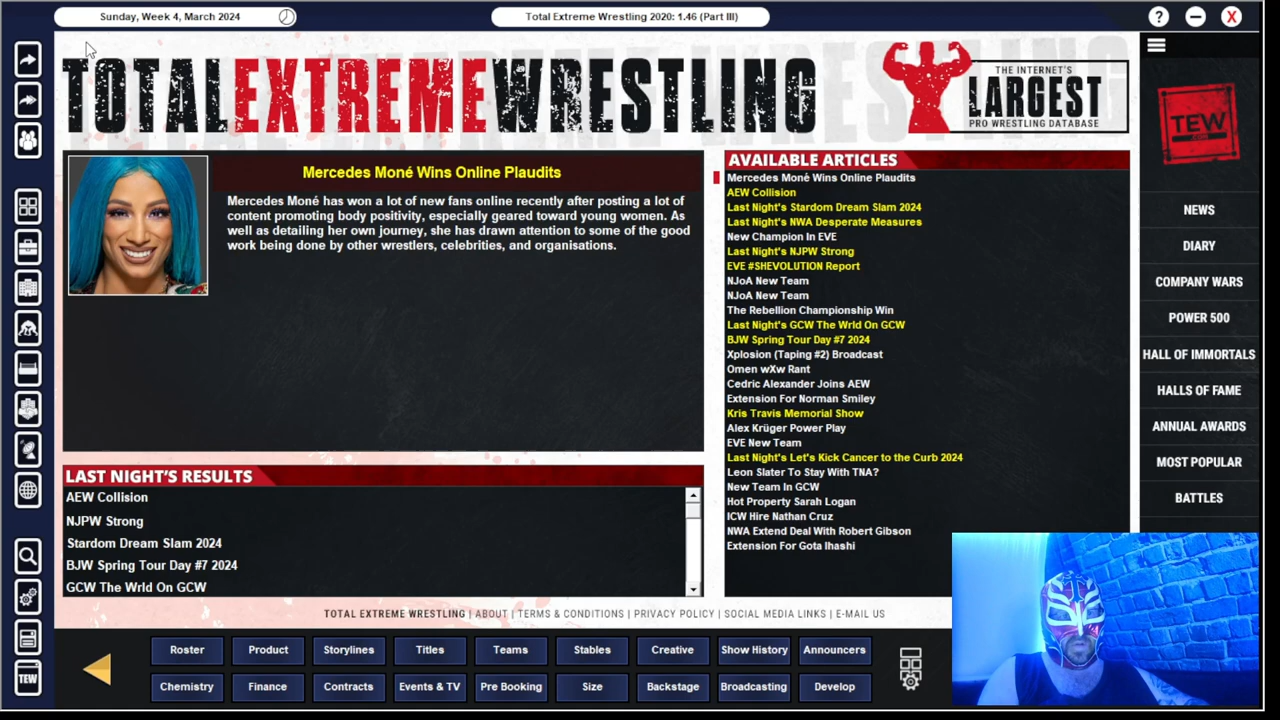 Sunday, Week 4, March 2024
Total Extreme Wrestling 2020: 1.46 (Part III)
? X
TOTALEXTREMEWRESTLING
THE INTERNET'S
LARGEST
PRO WRESTLING DATABASE
TEW
.COM
Mercedes Moné Wins Online Plaudits
Mercedes Moné has won a lot of new fans online recently after posting a lot of
content promoting body positivity, especially geared toward young women. As
well as detailing her own journey, she has drawn attention to some of the good
work being done by other wrestlers, celebrities, and organisations.
AVAILABLE ARTICLES
Mercedes Moné Wins Online Plaudits
AEW Collision
Last Night's Stardom Dream Slam 2024
Last Night's NWA Desperate Measures
New Champion In EVE
Last Night's NJPW Strong
EVE #SHEVOLUTION Report
NJoA New Team
NJoA New Team
The Rebellion Championship Win
Last Night's GCW The Wrld On GCW
BJW Spring Tour Day #7 2024
Xplosion (Taping #2) Broadcast
Omen wXw Rant
Cedric Alexander Joins AEW
Extension For Norman Smiley
Kris Travis Memorial Show
Alex Krüger Power Play
EVE New Team
Last Night's Let's Kick Cancer to the Curb 2024
Leon Slater To Stay With TNA?
New Team In GCW
Hot Property Sarah Logan
ICW Hire Nathan Cruz
NWA Extend Deal With Robert Gibson
Extension For Gota Ihashi
NEWS
DIARY
COMPANY WARS
POWER 500
HALL OF IMMORTALS
HALLS OF FAME
ANNUAL AWARDS
MOST POPULAR
BATTLES
LAST NIGHT'S RESULTS
AEW Collision
NJPW Strong
Stardom Dream Slam 2024
BJW Spring Tour Day #7 2024
GCW The Wrld On GCW
TOTAL EXTREME WRESTLING | ABOUT | TERMS & CONDITIONS | PRIVACY POLICY | SOCIAL MEDIA LINKS | E-MAIL US
Roster Product Storylines Titles Teams Stables Creative Show History Announcers
Chemistry Finance Contracts Events & TV Pre Booking Size Backstage Broadcasting Develop
TEW